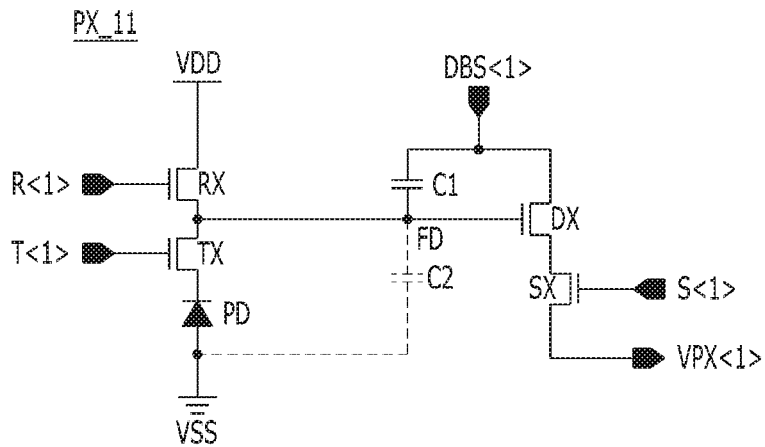 PX_11
VDD
DBS<1>
R<1>
RX
C1
DX
T<1>
TX
FD
C2
SX
S<1>
PD
VPX<1>
VSS